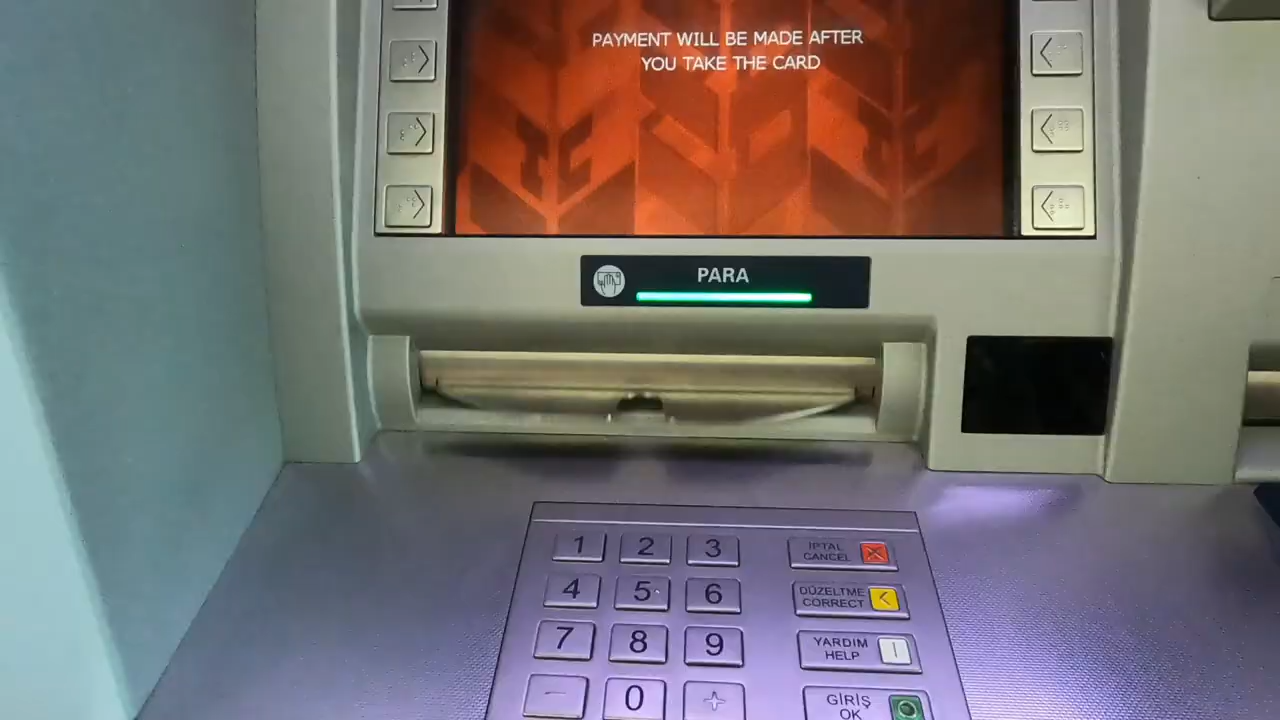 PAYMENT WILL BE MADE AFTER
YOU TAKE THE CARD
PARA
1 2 3
İPTAL
CANCEL
4 5 6
DÜZELTME
CORRECT
7 8 9
YARDIM
HELP
- 0 +
GİRİŞ
OK